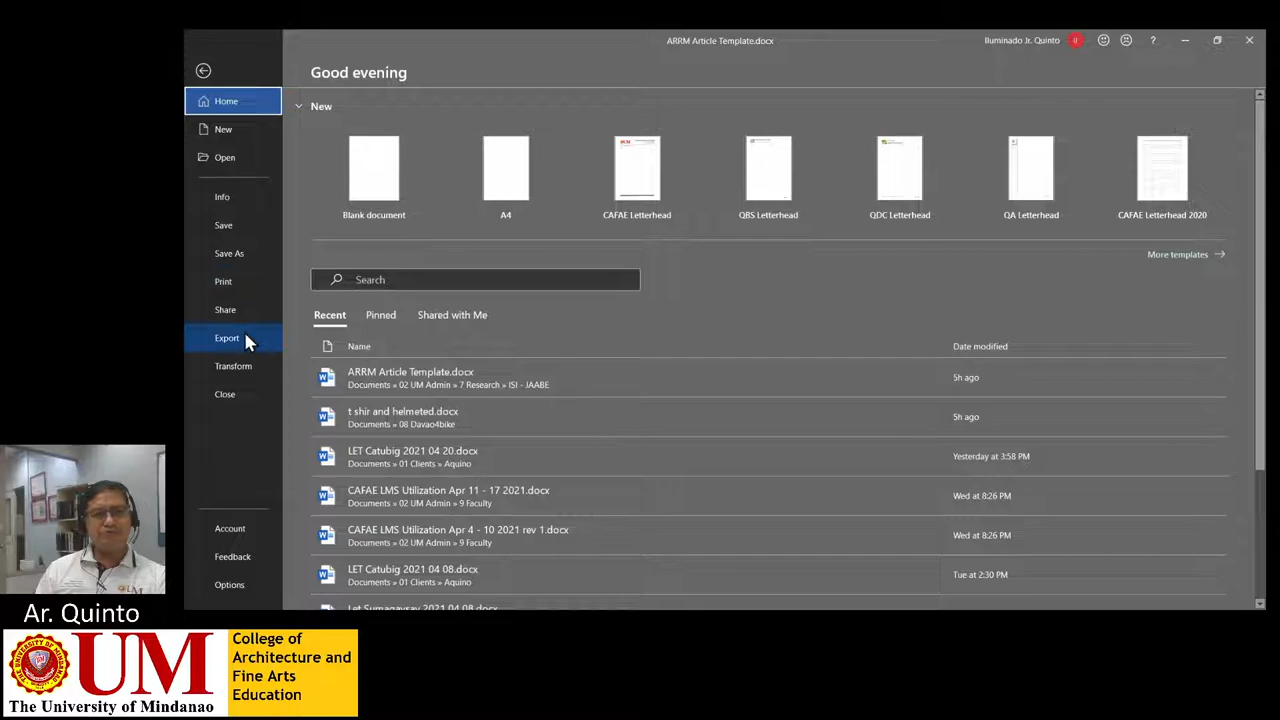 ARRM Article Template.docx
Iluminado Jr. Quinto
IJ
?
Good evening
Home
New
New
Open
Blank document
A4
CAFAE Letterhead
QBS Letterhead
QDC Letterhead
QA Letterhead
CAFAE Letterhead 2020
Info
Save
Save As
Print
Share
Export
Transform
Close
More templates
Search
Recent
Pinned
Shared with Me
Name
Date modified
ARRM Article Template.docx
Documents » 02 UM Admin » 7 Research » ISI - JAABE
5h ago
t shir and helmeted.docx
Documents » 08 Davao4bike
5h ago
LET Catubig 2021 04 20.docx
Documents » 01 Clients » Aquino
Yesterday at 3:58 PM
CAFAE LMS Utilization Apr 11 - 17 2021.docx
Documents » 02 UM Admin » 9 Faculty
Wed at 8:26 PM
CAFAE LMS Utilization Apr 4 - 10 2021 rev 1.docx
Documents » 02 UM Admin » 9 Faculty
Wed at 8:26 PM
LET Catubig 2021 04 08.docx
Documents » 01 Clients » Aquino
Tue at 2:30 PM
Let Sumagaysay 2021 04 08.docx
Account
Feedback
Options
UM
Ar. Quinto
UM
The University of Mindanao
College of
Architecture and
Fine Arts
Education